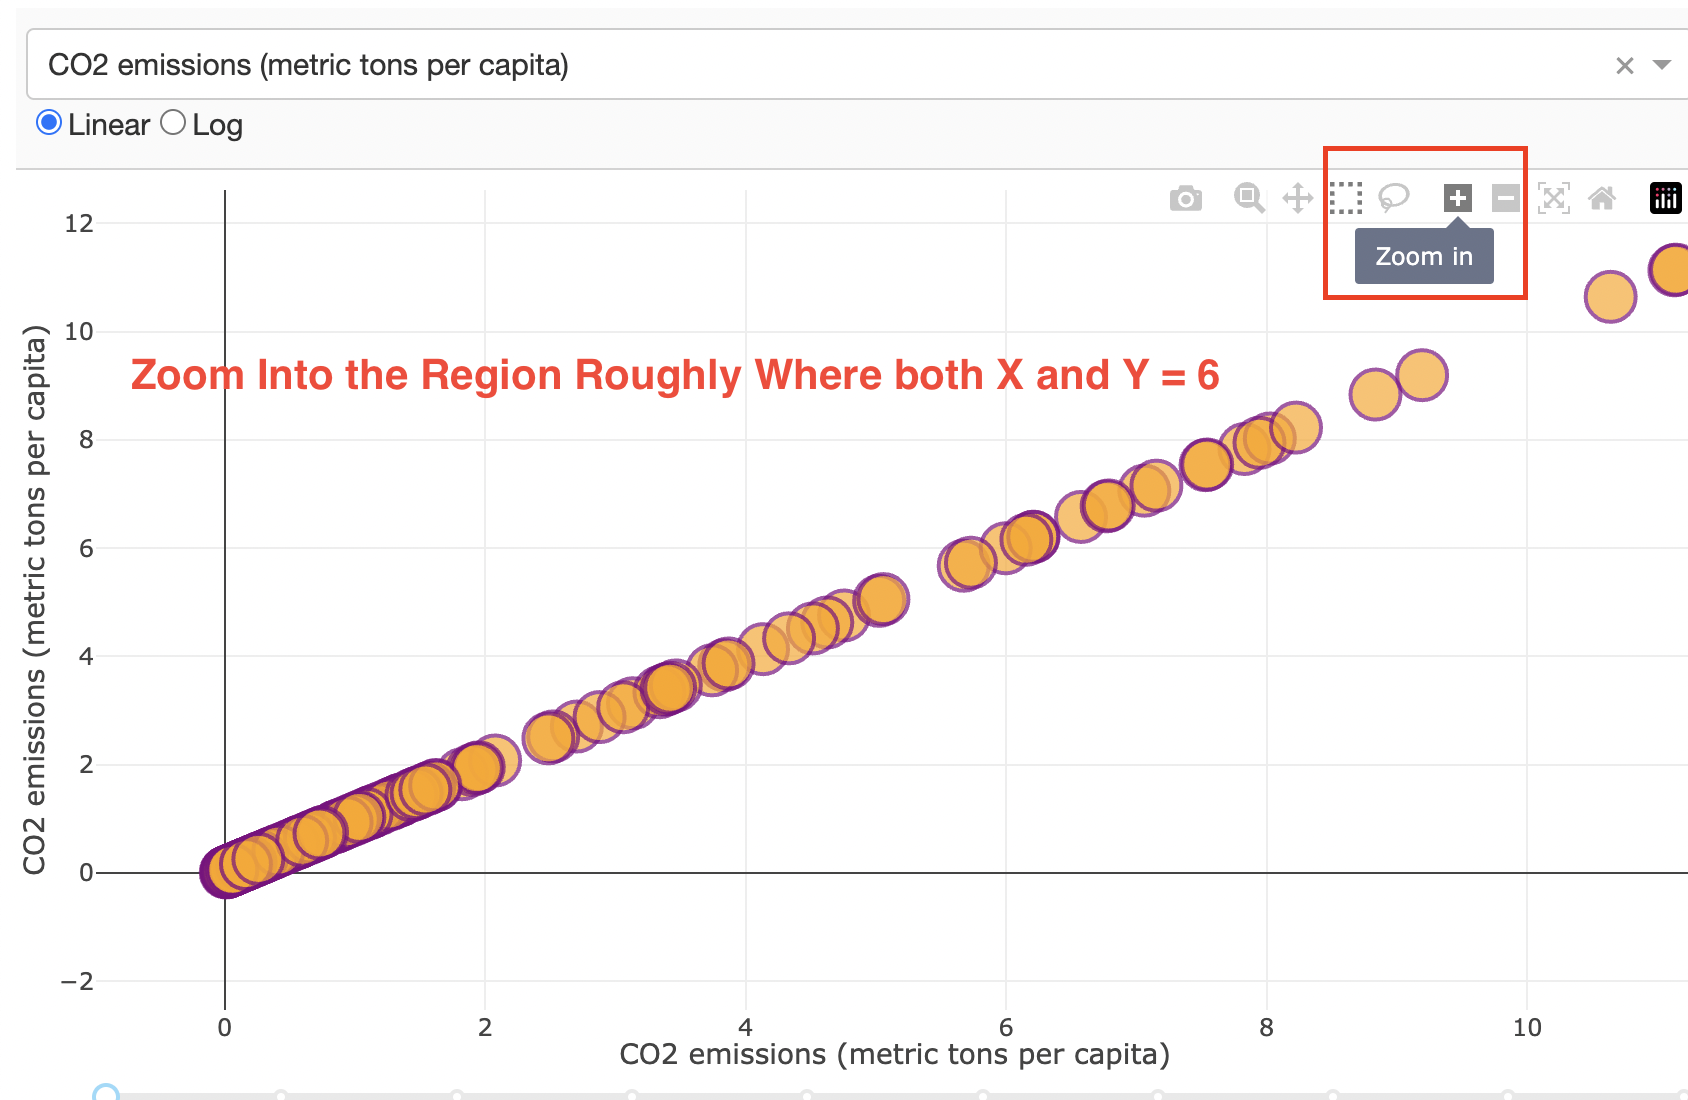 CO2 emissions (metric tons per capita)
Linear Log
Zoom in
Zoom Into the Region Roughly Where both X and Y = 6
12
10
8
6
4
2
0
−2
CO2 emissions (metric tons per capita)
0 2 4 6 8 10
CO2 emissions (metric tons per capita)